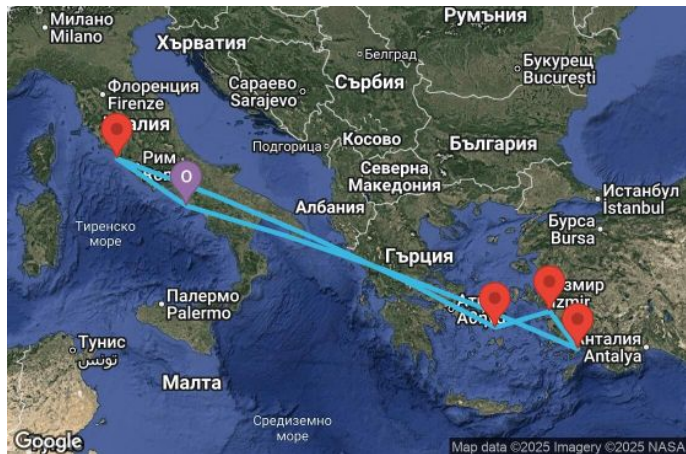 Милано
Milano
Румъния
Хърватия
Белград
Букурещ
București
Флоренция
Firenze
Сараево
Sarajevo
Сърбия
Подгорица
Косово
България
Рим
Северна
Македония
Албания
Истанбул
İstanbul
Бурса
Bursa
Тиренско
море
Гърция
Палермо
Palermo
Анталия
Antalya
Тунис
تونس
Малта
Средиземно
море
Google
Map data ©2025 Imagery ©2025 NASA